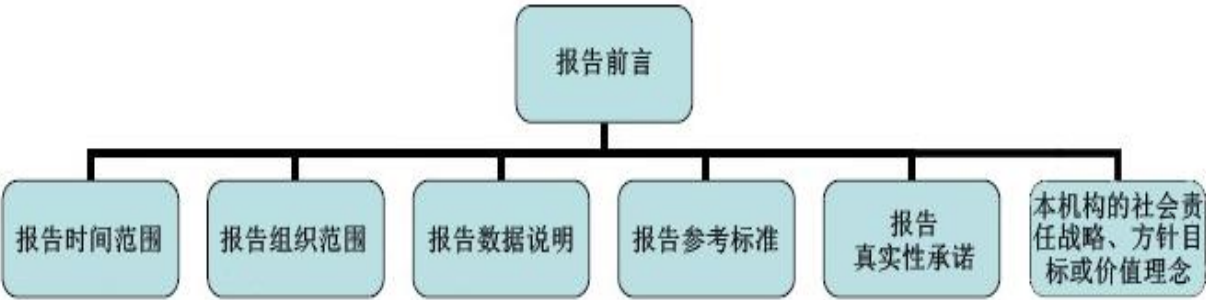 报告前言
报告时间范围
报告组织范围
报告数据说明
报告参考标准
报告
真实性承诺
本机构的社会责
任战略、方针目
标或价值理念